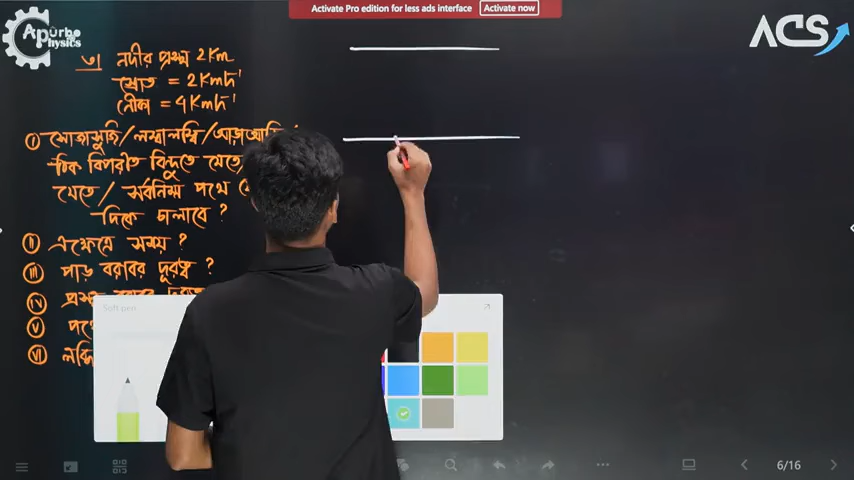 Activate Pro edition for less ads interface
Activate now
Apurbo Physics
ACS
৩। নদীর প্রস্থ 2Km
স্রোত = 2Kmh⁻¹
নৌকা = 4Kmh⁻¹
① সোজাসুজি/লম্বালম্বি/আড়াআড়ি
ঠিক বিপরীত বিন্দুতে যেতে/
যেতে/ সর্বনিম্ন পথে
দিকে চালাবে ?
② এক্ষেত্রে সময় ?
iii পাড় বরাবর দূরত্ব ?
iv
v
vi
Soft pen
6/16